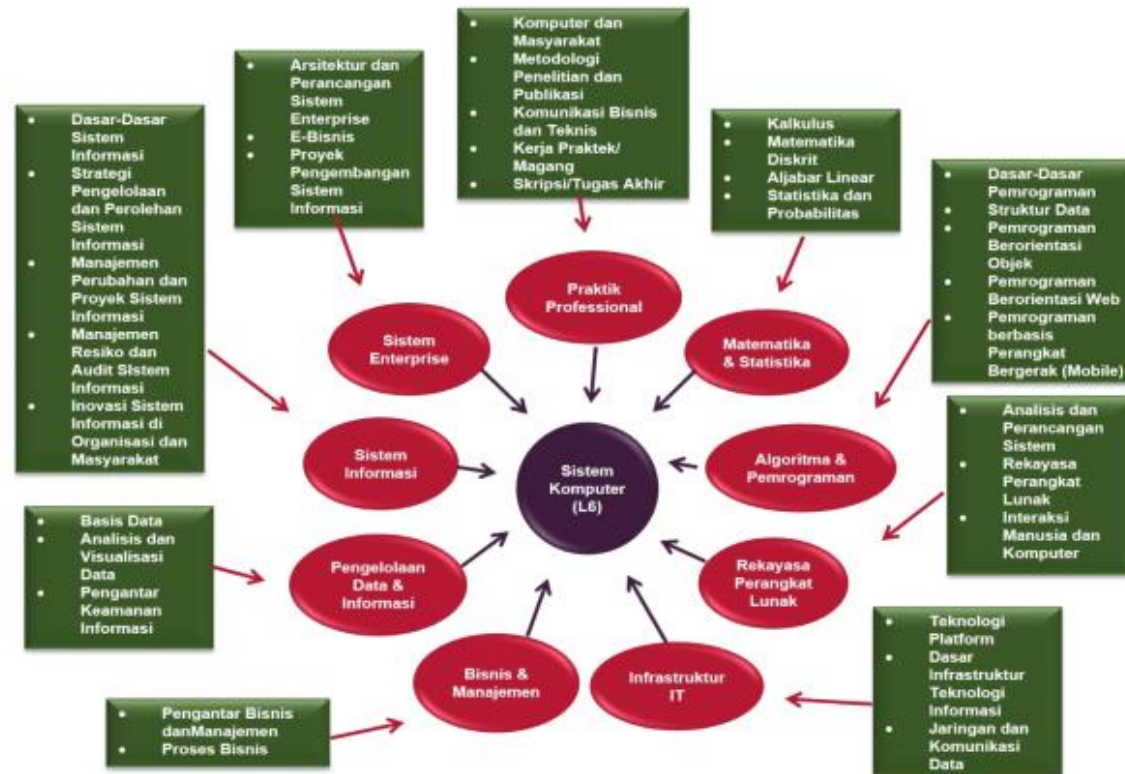 Komputer dan
Masyarakat
Metodologi
Penelitian dan
Publikasi
Komunikasi Bisnis
dan Teknis
Kerja Praktek/
Magang
Skripsi/Tugas Akhir
Arsitektur dan
Perancangan
Sistem
Enterprise
E-Bisnis
Proyek
Pengembangan
Sistem
Informasi
Kalkulus
Matematika
Diskrit
Aljabar Linear
Statistika dan
Probabilitas
Dasar-Dasar
Sistem
Informasi
Strategi
Pengelolaan
dan Perolehan
Sistem
Informasi
Manajemen
Perubahan dan
Proyek Sistem
Informasi
Manajemen
Resiko dan
Audit SIstem
Informasi
Inovasi Sistem
Informasi di
Organisasi dan
Masyarakat
Dasar-Dasar
Pemrograman
Struktur Data
Pemrograman
Berorientasi
Objek
Pemrograman
Berorientasi Web
Pemrograman
berbasis
Perangkat
Bergerak (Mobile)
Praktik
Professional
Sistem
Enterprise
Matematika
& Statistika
Sistem
Informasi
Sistem
Komputer
(L6)
Algoritma &
Pemrograman
Analisis dan
Perancangan
Sistem
Rekayasa
Perangkat
Lunak
Interaksi
Manusia dan
Komputer
Basis Data
Analisis dan
Visualisasi
Data
Pengantar
Keamanan
Informasi
Pengelolaan
Data &
Informasi
Rekayasa
Perangkat
Lunak
Bisnis &
Manajemen
Infrastruktur
IT
Teknologi
Platform
Dasar
Infrastruktur
Teknologi
Informasi
Jaringan dan
Komunikasi
Data
Pengantar Bisnis
danManajemen
Proses Bisnis